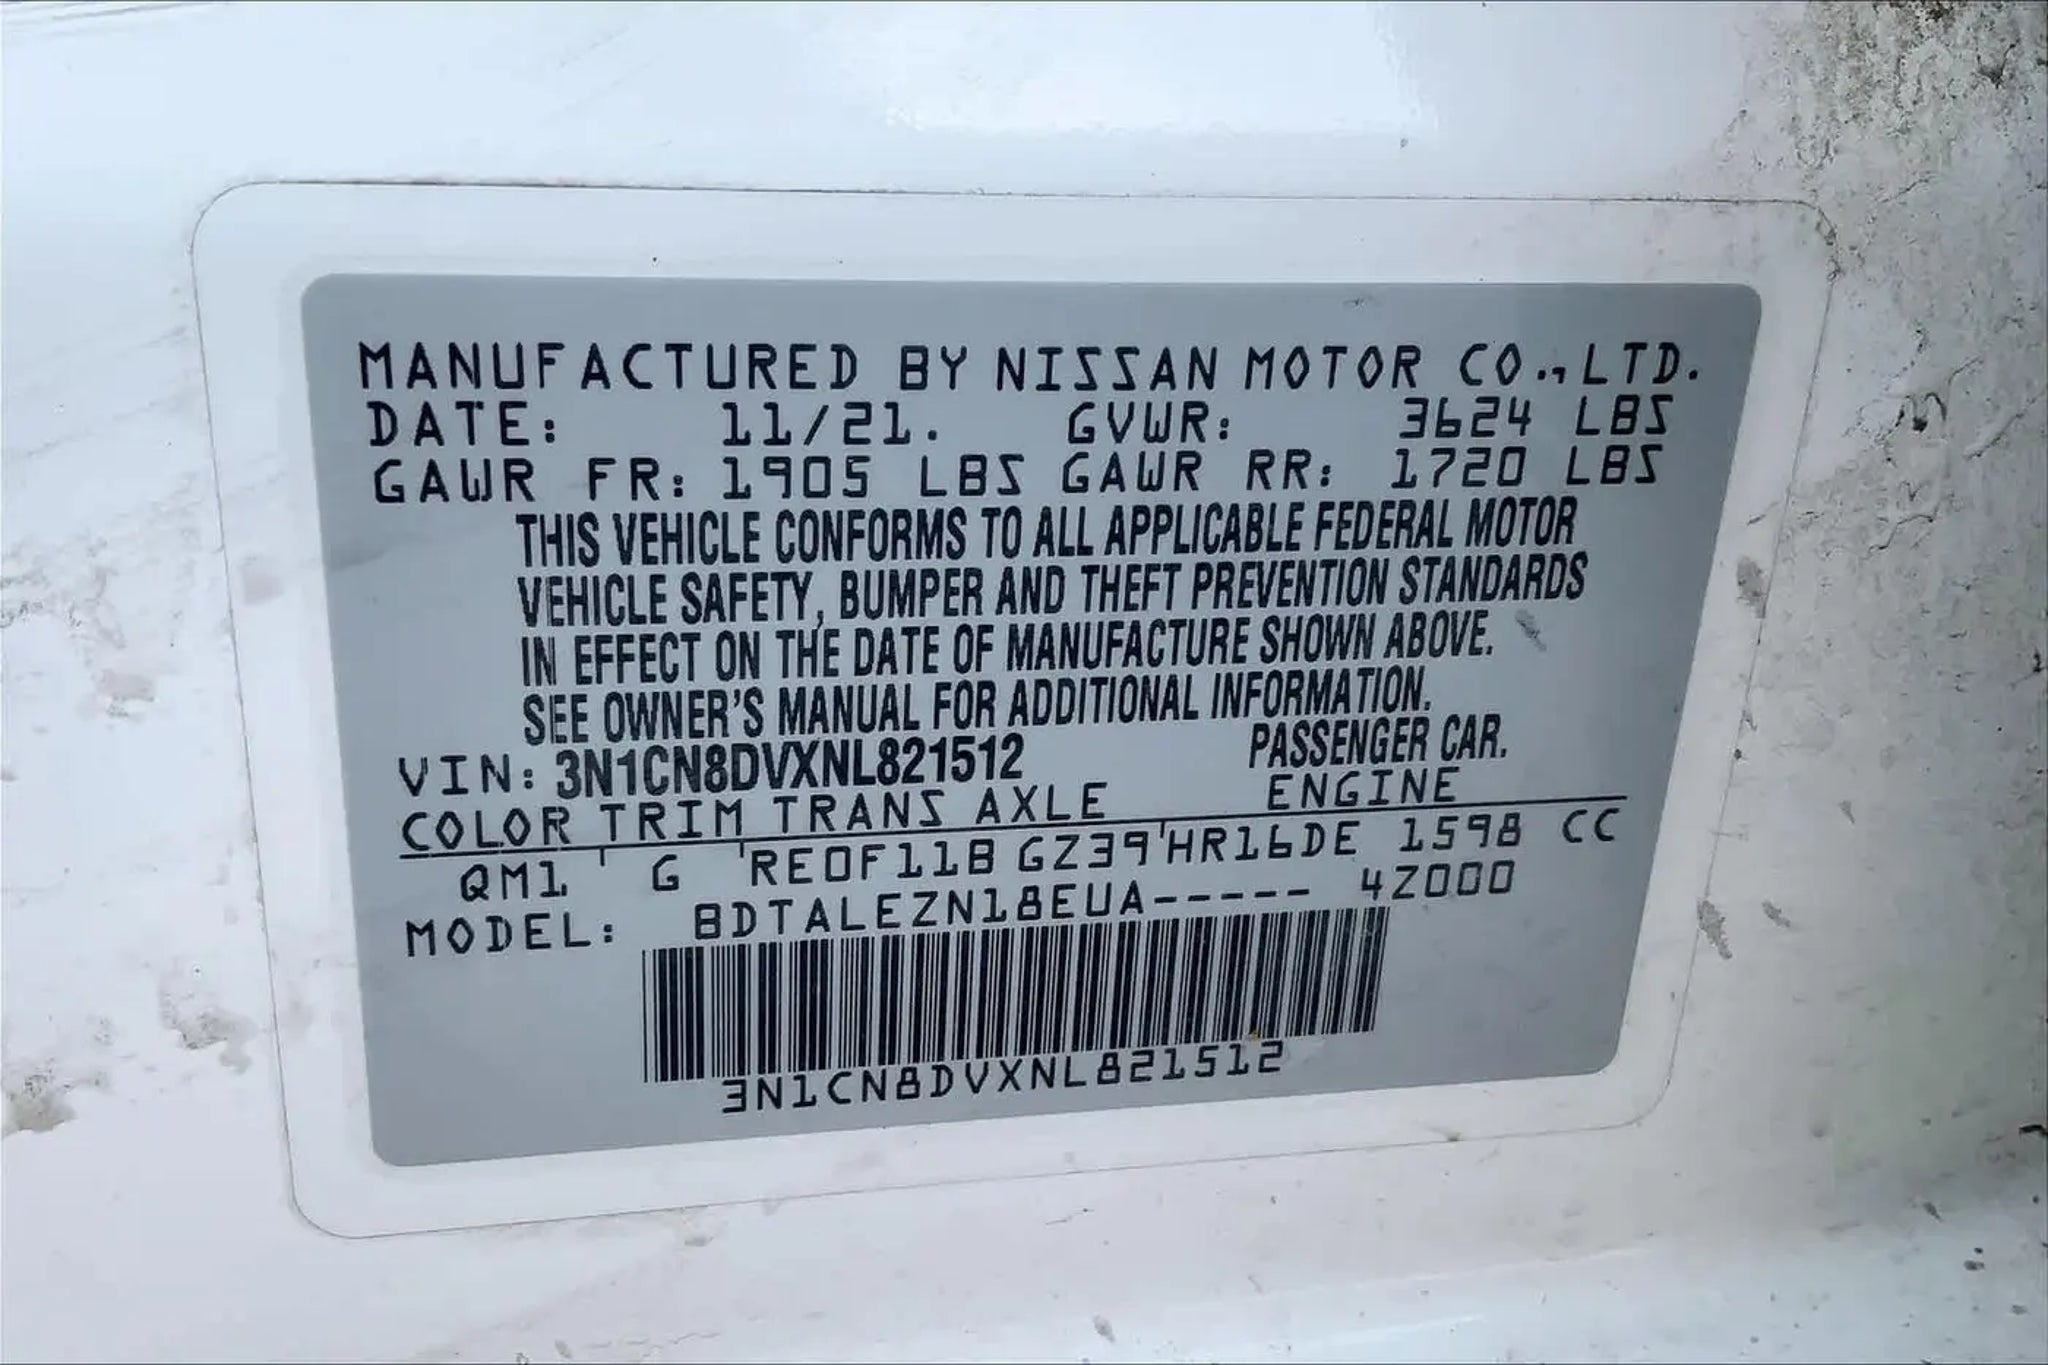 MANUFACTURED BY NISSAN MOTOR CO., LTD.
DATE: 11/21. GVWR: 3624 LBS
GAWR FR: 1905 LBS GAWR RR: 1720 LBS
THIS VEHICLE CONFORMS TO ALL APPLICABLE FEDERAL MOTOR
VEHICLE SAFETY, BUMPER AND THEFT PREVENTION STANDARDS
IN EFFECT ON THE DATE OF MANUFACTURE SHOWN ABOVE.
SEE OWNER'S MANUAL FOR ADDITIONAL INFORMATION.
VIN: 3N1CN8DVXNL821512 PASSENGER CAR.
COLOR TRIM TRANS AXLE ENGINE
QM1 G RE0F11B GZ39 HR16DE 1598 CC
MODEL: BDTALEZN18EUA----- 4Z000
3N1CN8DVXNL821512